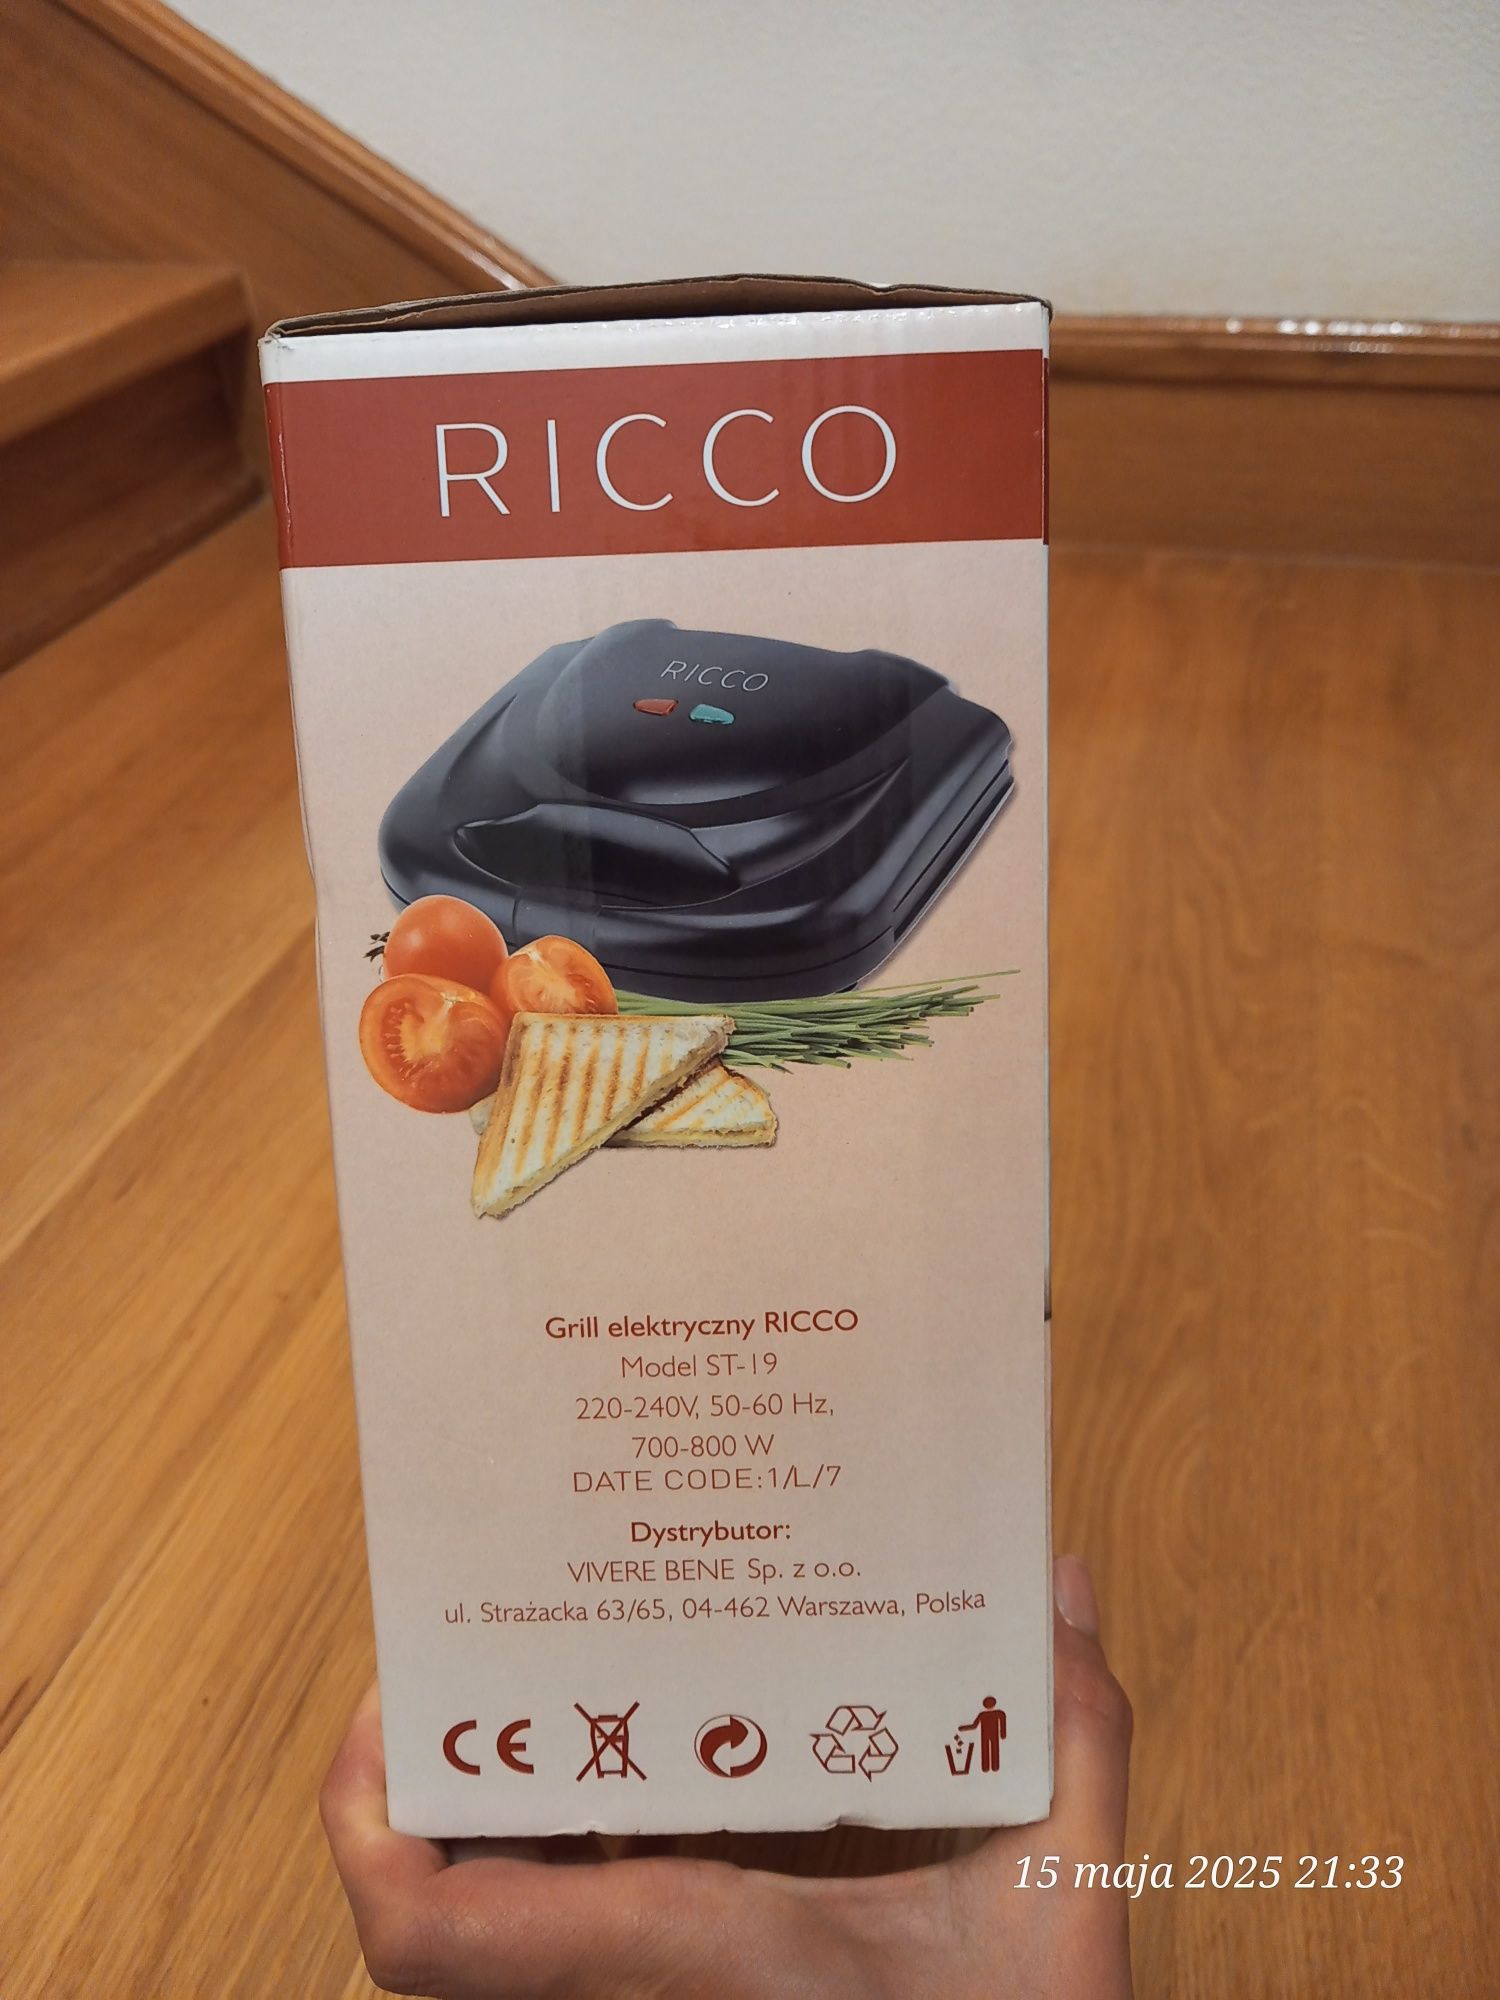 RICCO
RICCO
Grill elektryczny RICCO
Model ST-19
220-240V, 50-60 Hz,
700-800 W
DATE CODE:1/L/7
Dystrybutor:
VIVERE BENE Sp. z o.o.
ul. Strażacka 63/65, 04-462 Warszawa, Polska
CE
15 maja 2025 21:33